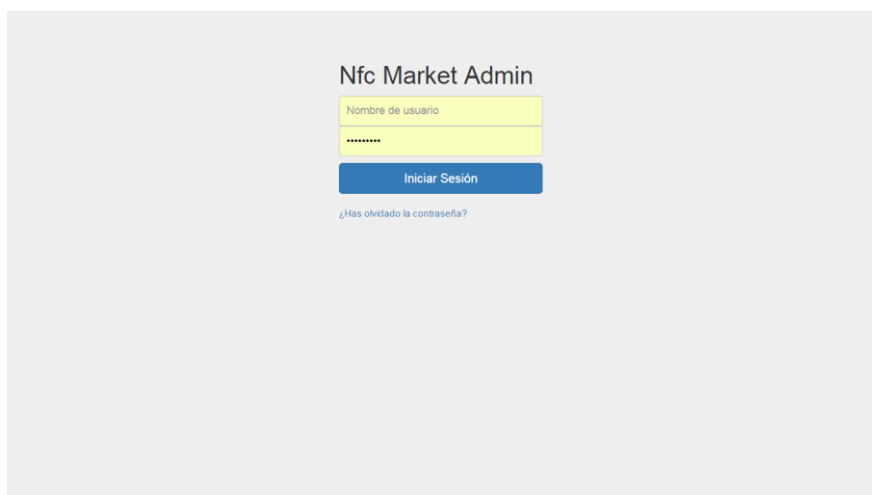 Nfc Market Admin
Nombre de usuario
•••••••••
Iniciar Sesión
¿Has olvidado la contraseña?